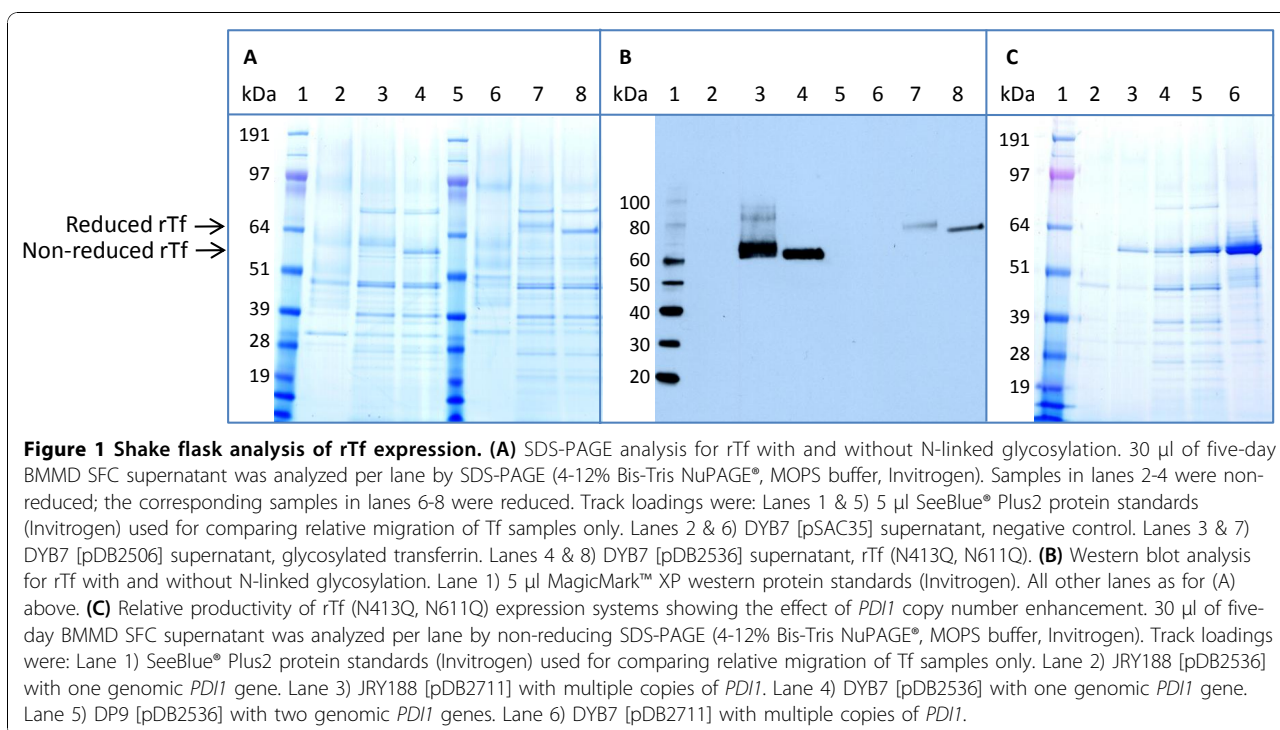 A
B
C
kDa 1 2 3 4 5 6 7 8
kDa 1 2 3 4 5 6 7 8
kDa 1 2 3 4 5 6
191
97
Reduced rTf
64
Non-reduced rTf
51
39
28
19
100
80
60
50
40
30
20
191
97
64
51
39
28
19
Figure 1 Shake flask analysis of rTf expression. (A) SDS-PAGE analysis for rTf with and without N-linked glycosylation. 30 μl of five-day
BMMD SFC supernatant was analyzed per lane by SDS-PAGE (4-12% Bis-Tris NuPAGE®, MOPS buffer, Invitrogen). Samples in lanes 2-4 were non-
reduced; the corresponding samples in lanes 6-8 were reduced. Track loadings were: Lanes 1 & 5) 5 μl SeeBlue® Plus2 protein standards
(Invitrogen) used for comparing relative migration of Tf samples only. Lanes 2 & 6) DYB7 [pSAC35] supernatant, negative control. Lanes 3 & 7)
DYB7 [pDB2506] supernatant, glycosylated transferrin. Lanes 4 & 8) DYB7 [pDB2536] supernatant, rTf (N413Q, N611Q). (B) Western blot analysis
for rTf with and without N-linked glycosylation. Lane 1) 5 μl MagicMark™ XP western protein standards (Invitrogen). All other lanes as for (A)
above. (C) Relative productivity of rTf (N413Q, N611Q) expression systems showing the effect of PDI1 copy number enhancement. 30 μl of five-
day BMMD SFC supernatant was analyzed per lane by non-reducing SDS-PAGE (4-12% Bis-Tris NuPAGE®, MOPS buffer, Invitrogen). Track loadings
were: Lane 1) SeeBlue® Plus2 protein standards (Invitrogen) used for comparing relative migration of Tf samples only. Lane 2) JRY188 [pDB2536]
with one genomic PDI1 gene. Lane 3) JRY188 [pDB2711] with multiple copies of PDI1. Lane 4) DYB7 [pDB2536] with one genomic PDI1 gene.
Lane 5) DP9 [pDB2536] with two genomic PDI1 genes. Lane 6) DYB7 [pDB2711] with multiple copies of PDI1.